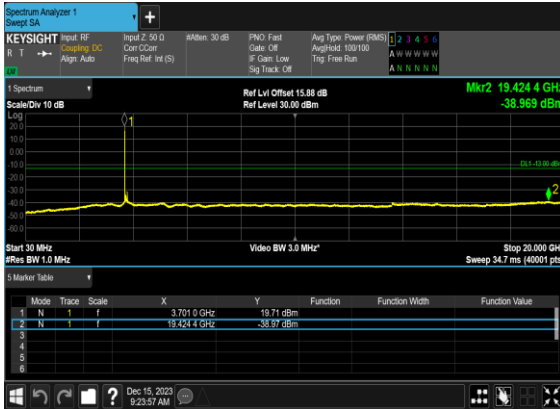 Spectrum Analyzer 1
Swept SA
+
KEYSIGHT
R T
LXI
Input: RF
Coupling: DC
Align: Auto
Input Z: 50 Ω
Corr CCorr
Freq Ref: Int (S)
#Atten: 30 dB
PNO: Fast
Gate: Off
IF Gain: Low
Sig Track: Off
Avg Type: Power (RMS)
Avg|Hold: 100/100
Trig: Free Run
1 2 3 4 5 6
A W W W W W
A N N N N N
1 Spectrum
Scale/Div 10 dB
Ref Lvl Offset 15.88 dB
Ref Level 30.00 dBm
Mkr2 19.424 4 GHz
-38.969 dBm
Log
20.0
10.0
0.00
-10.0
-20.0
-30.0
-40.0
-50.0
-60.0
1
DL1 -13.00 dBm
2
Start 30 MHz
#Res BW 1.0 MHz
Video BW 3.0 MHz*
Stop 20.000 GHz
Sweep 34.7 ms (40001 pts)
5 Marker Table
Mode Trace Scale X Y Function Function Width Function Value
1 N 1 f 3.701 0 GHz 19.71 dBm
2 N 1 f 19.424 4 GHz -38.97 dBm
3
4
5
6
?
Dec 15, 2023
9:23:57 AM